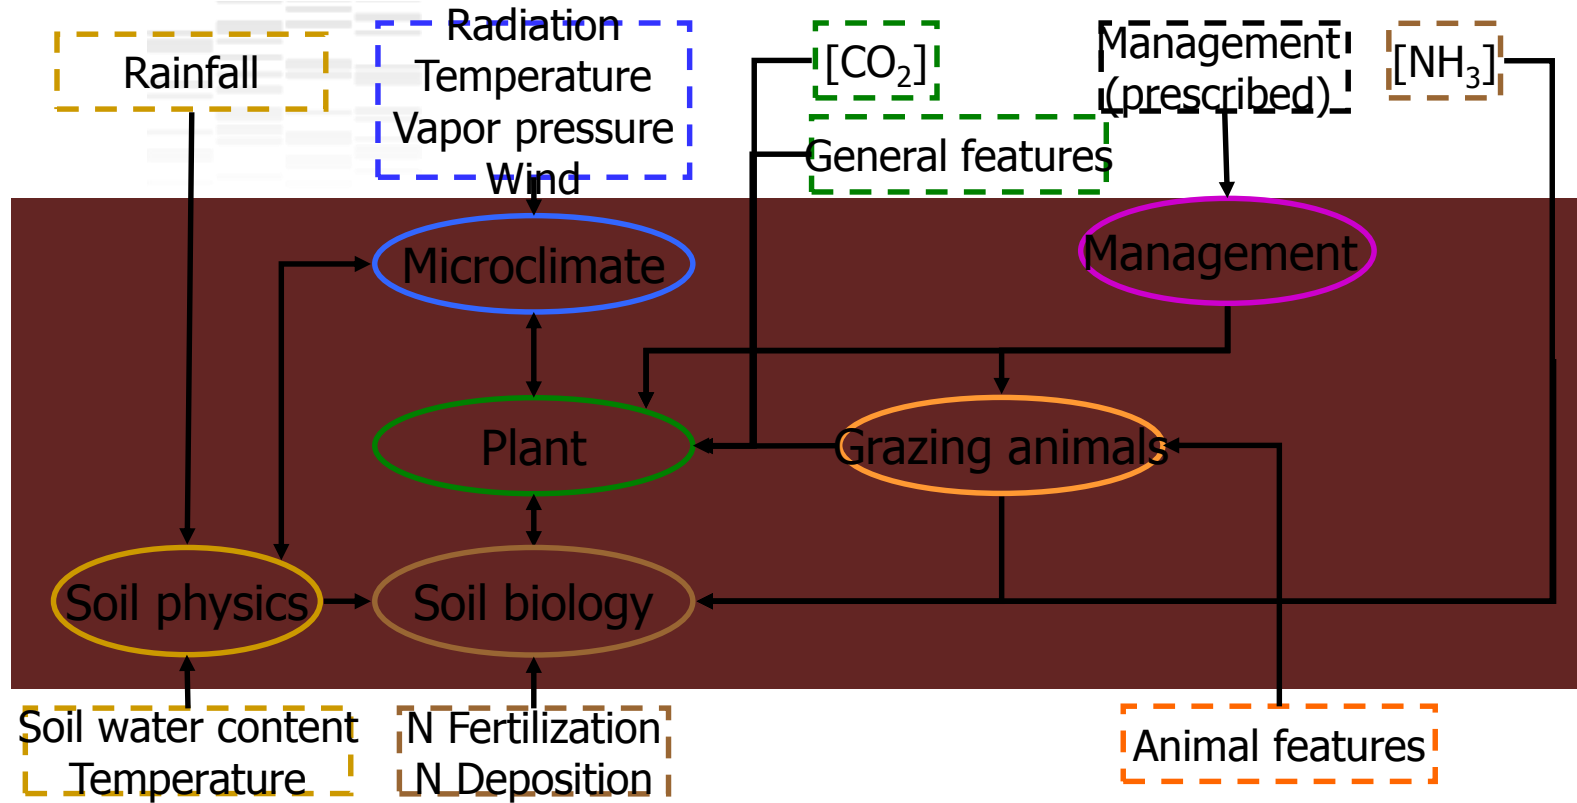 Rainfall
Radiation
Temperature
Vapor pressure
Wind
[CO₂]
General features
Management
(prescribed)
[NH₃]
Microclimate
Management
Plant
Grazing animals
Soil physics
Soil biology
Soil water content
Temperature
N Fertilization
N Deposition
Animal features